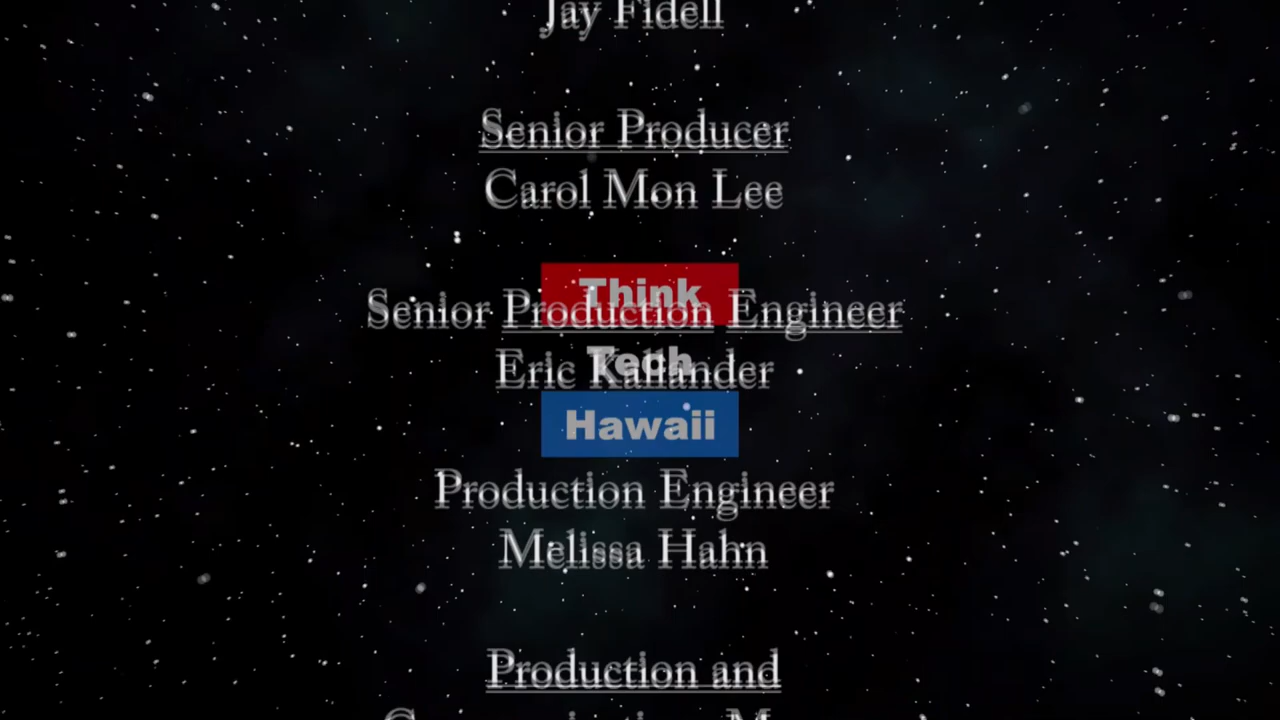 Jay Fidell
Senior Producer
Carol Mon Lee
Think
Senior Production Engineer
Tech
Eric Kallander
Hawaii
Production Engineer
Melissa Hahn
Production and